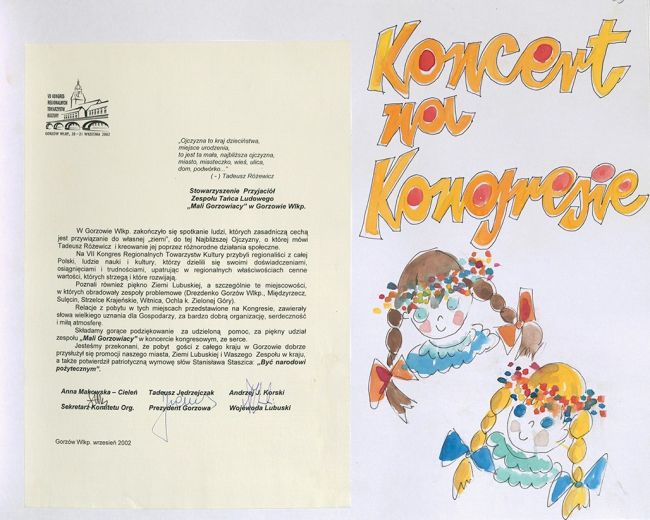 VII KONGRES
REGIONALNYCH
TOWARZYSTW
KULTURY
GORZÓW WLKP., 20 - 21 WRZEŚNIA 2002
„Ojczyzna to kraj dzieciństwa,
miejsce urodzenia,
to jest ta mała, najbliższa ojczyzna,
miasto, miasteczko, wieś, ulica,
dom, podwórko..."
( - ) Tadeusz Różewicz
Stowarzyszenie Przyjaciół
Zespołu Tańca Ludowego
„Mali Gorzowiacy" w Gorzowie Wlkp.
W Gorzowie Wlkp. zakończyło się spotkanie ludzi, których zasadniczą cechą
jest przywiązanie do własnej „ziemi", do tej Najbliższej Ojczyzny, o której mówi
Tadeusz Różewicz i kreowanie jej poprzez różnorodne działania społeczne.
Na VII Kongres Regionalnych Towarzystw Kultury przybyli regionaliści z całej
Polski, ludzie nauki i kultury, którzy dzielili się swoimi doświadczeniami,
osiągnięciami i trudnościami, upatrując w regionalnych właściwościach cenne
wartości, których strzegą i które rozwijają.
Poznali również piękno Ziemi Lubuskiej, a szczególnie te miejscowości,
w których obradowały zespoły problemowe (Drezdenko Gorzów Wlkp., Międzyrzecz,
Sulęcin, Strzelce Krajeńskie, Witnica, Ochla k. Zielonej Góry).
Relacje z pobytu w tych miejscach przedstawione na Kongresie, zawierały
słowa wielkiego uznania dla Gospodarzy, za bardzo dobrą organizację, serdeczność
i miłą atmosferę.
Składamy gorące podziękowanie za udzieloną pomoc, za piękny udział
zespołu „Mali Gorzowiacy" w koncercie kongresowym, ze serce.
Jesteśmy przekonani, że pobyt gości z całego kraju w Gorzowie dobrze
przysłużył się promocji naszego miasta, Ziemi Lubuskiej i Waszego Zespołu w kraju,
a także potwierdził patriotyczną wymowę słów Stanisława Staszica: „Być narodowi
pożytecznym".
Anna Makowska – Cieleń Tadeusz Jędrzejczak Andrzej J. Korski
Sekretarz Komitetu Org. Prezydent Gorzowa Wojewoda Lubuski
Gorzów Wlkp. wrzesień 2002
Koncert
na
Kongresie